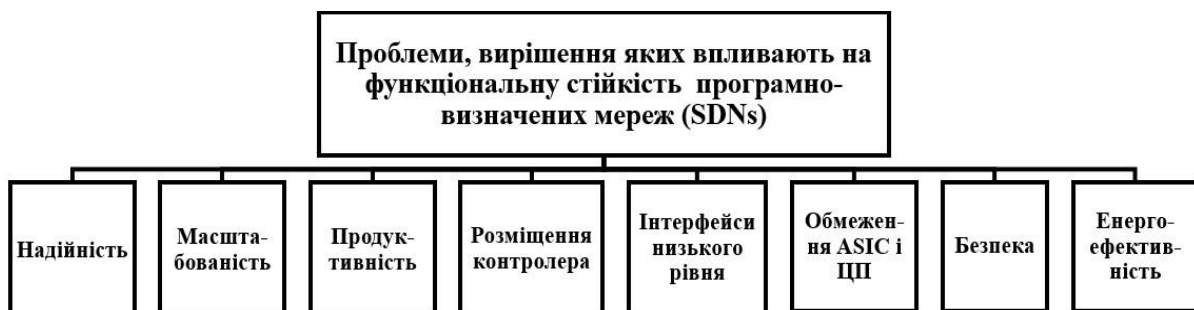 Проблеми, вирішення яких впливають на
функціональну стійкість програмно-
визначених мереж (SDNs)
Надійність
Масшта-
бованість
Продук-
тивність
Розміщення
контролера
Інтерфейси
низького
рівня
Обмежен-
ня ASIC і
ЦП
Безпека
Енерго-
ефектив-
ність